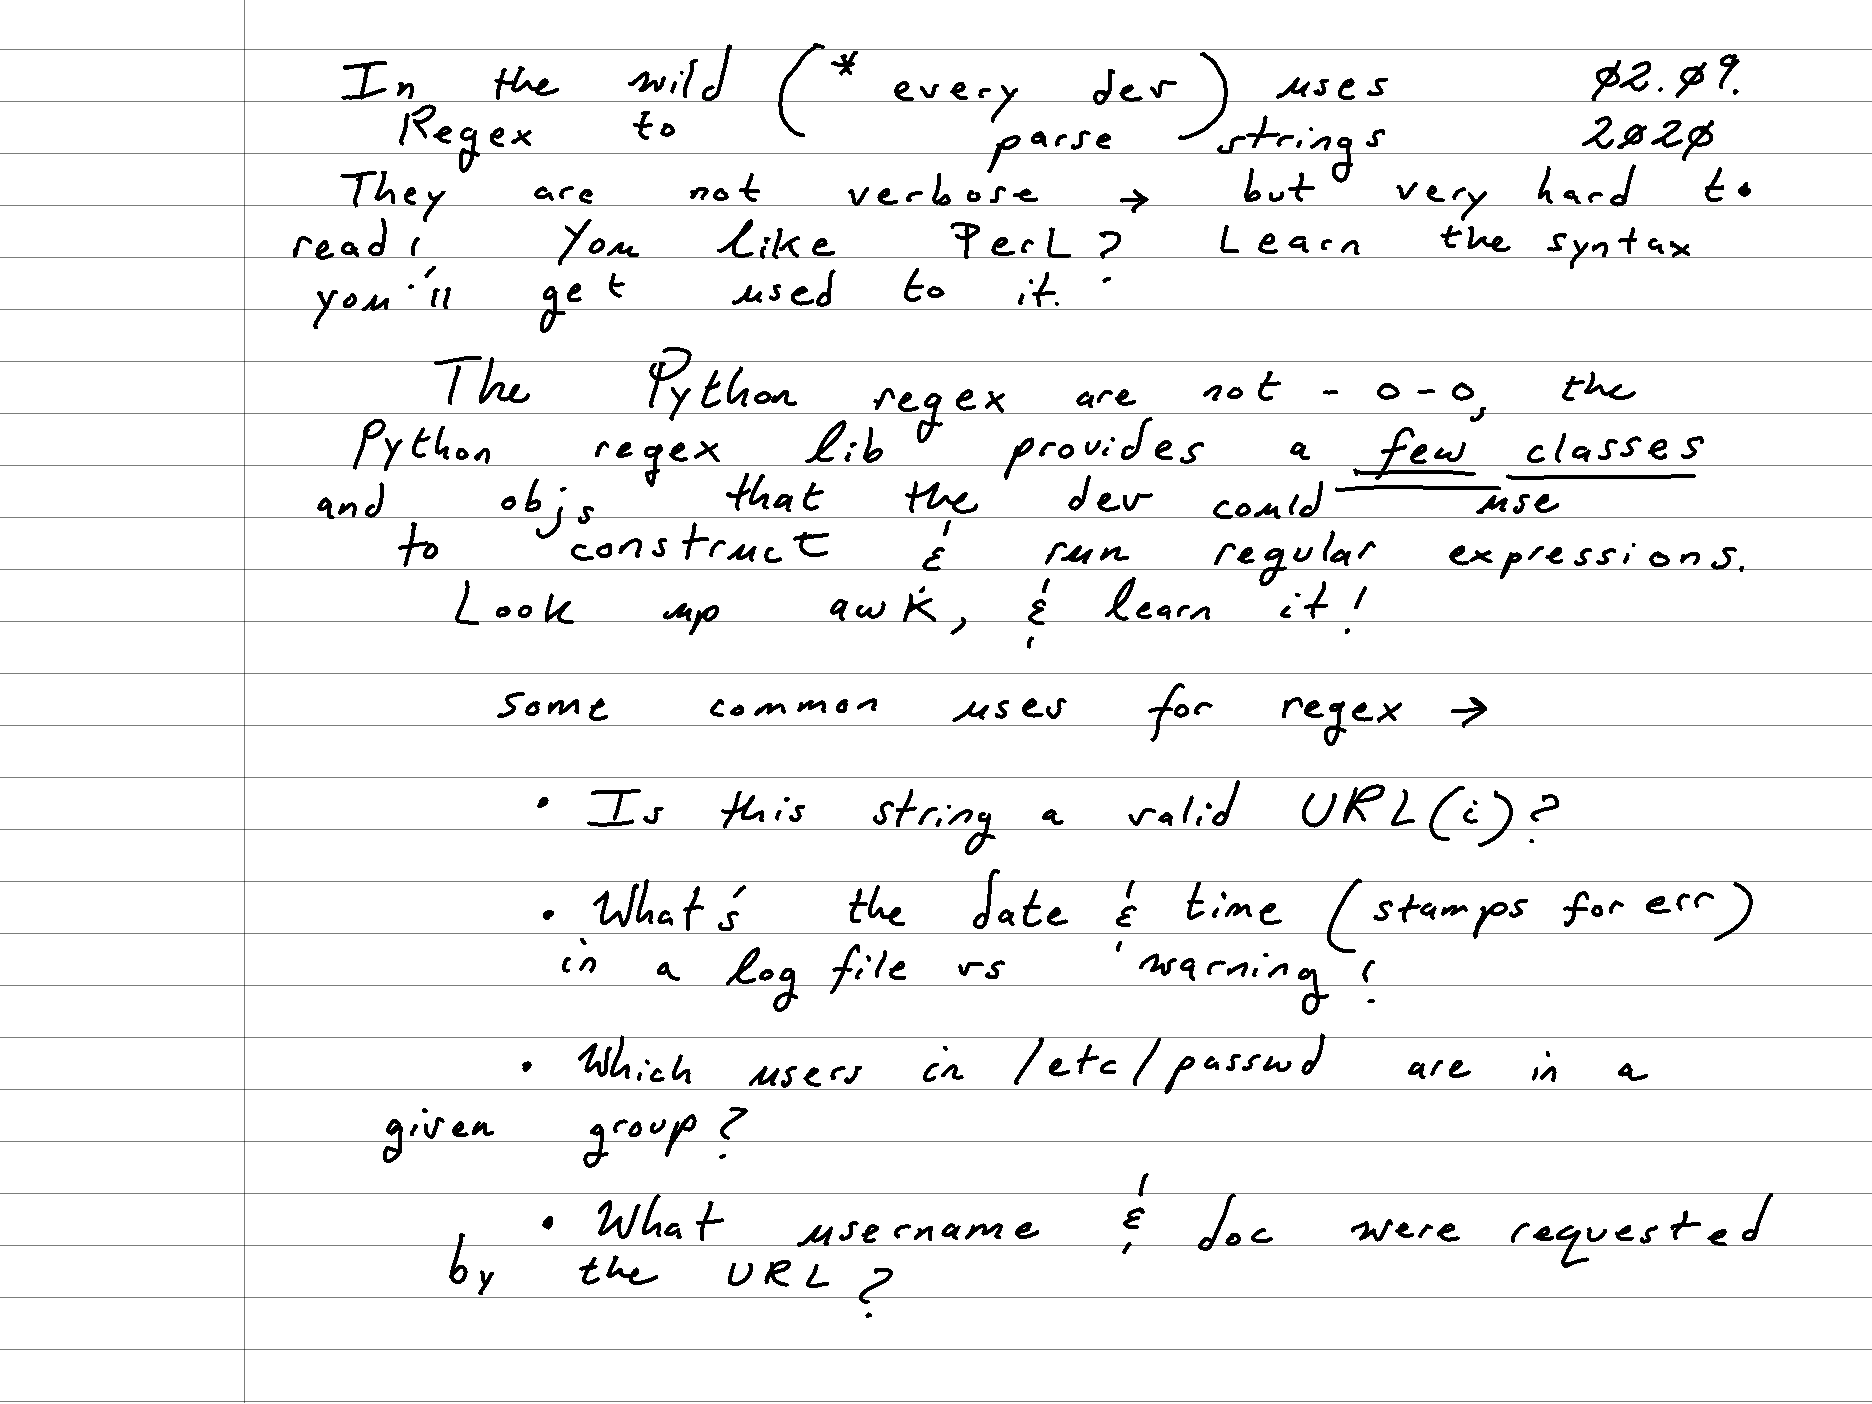 In the wild (* every dev) uses 02.09.
Regex to parse strings 2020
They are not verbose → but very hard to
read! You like Perl? Learn the syntax
you'll get used to it.
The Python regex are not -o-o, the
Python regex lib provides a few classes
and objs that the dev could use
to construct & run regular expressions.
Look up awk, & learn it!
Some common uses for regex →
• Is this string a valid URL(i)?
• What's the date & time (stamps for err)
in a log file vs 'warning!
• Which users in /etc/passwd are in a
given group?
• What username & doc were requested
by the URL?